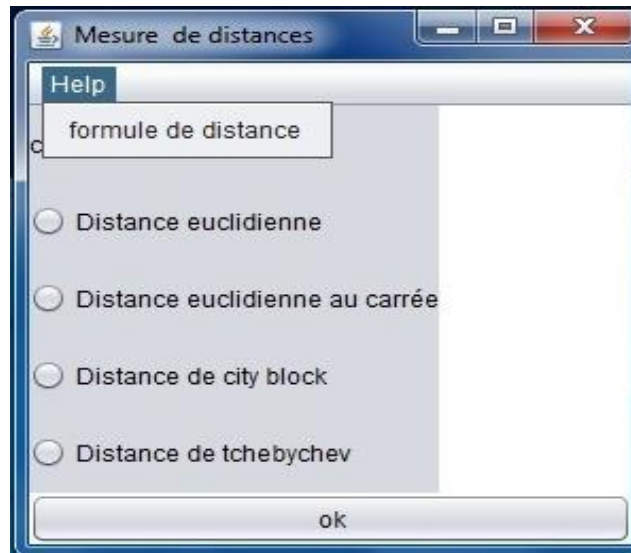 Mesure de distances
Help
formule de distance
Distance euclidienne
Distance euclidienne au carrée
Distance de city block
Distance de tchebychev
ok